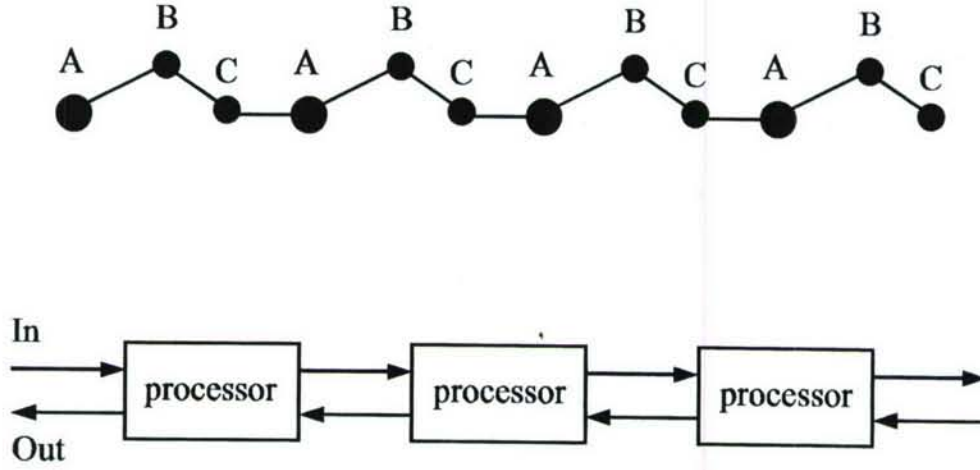 A B C A B C A B C A B C
In
processor processor processor
Out